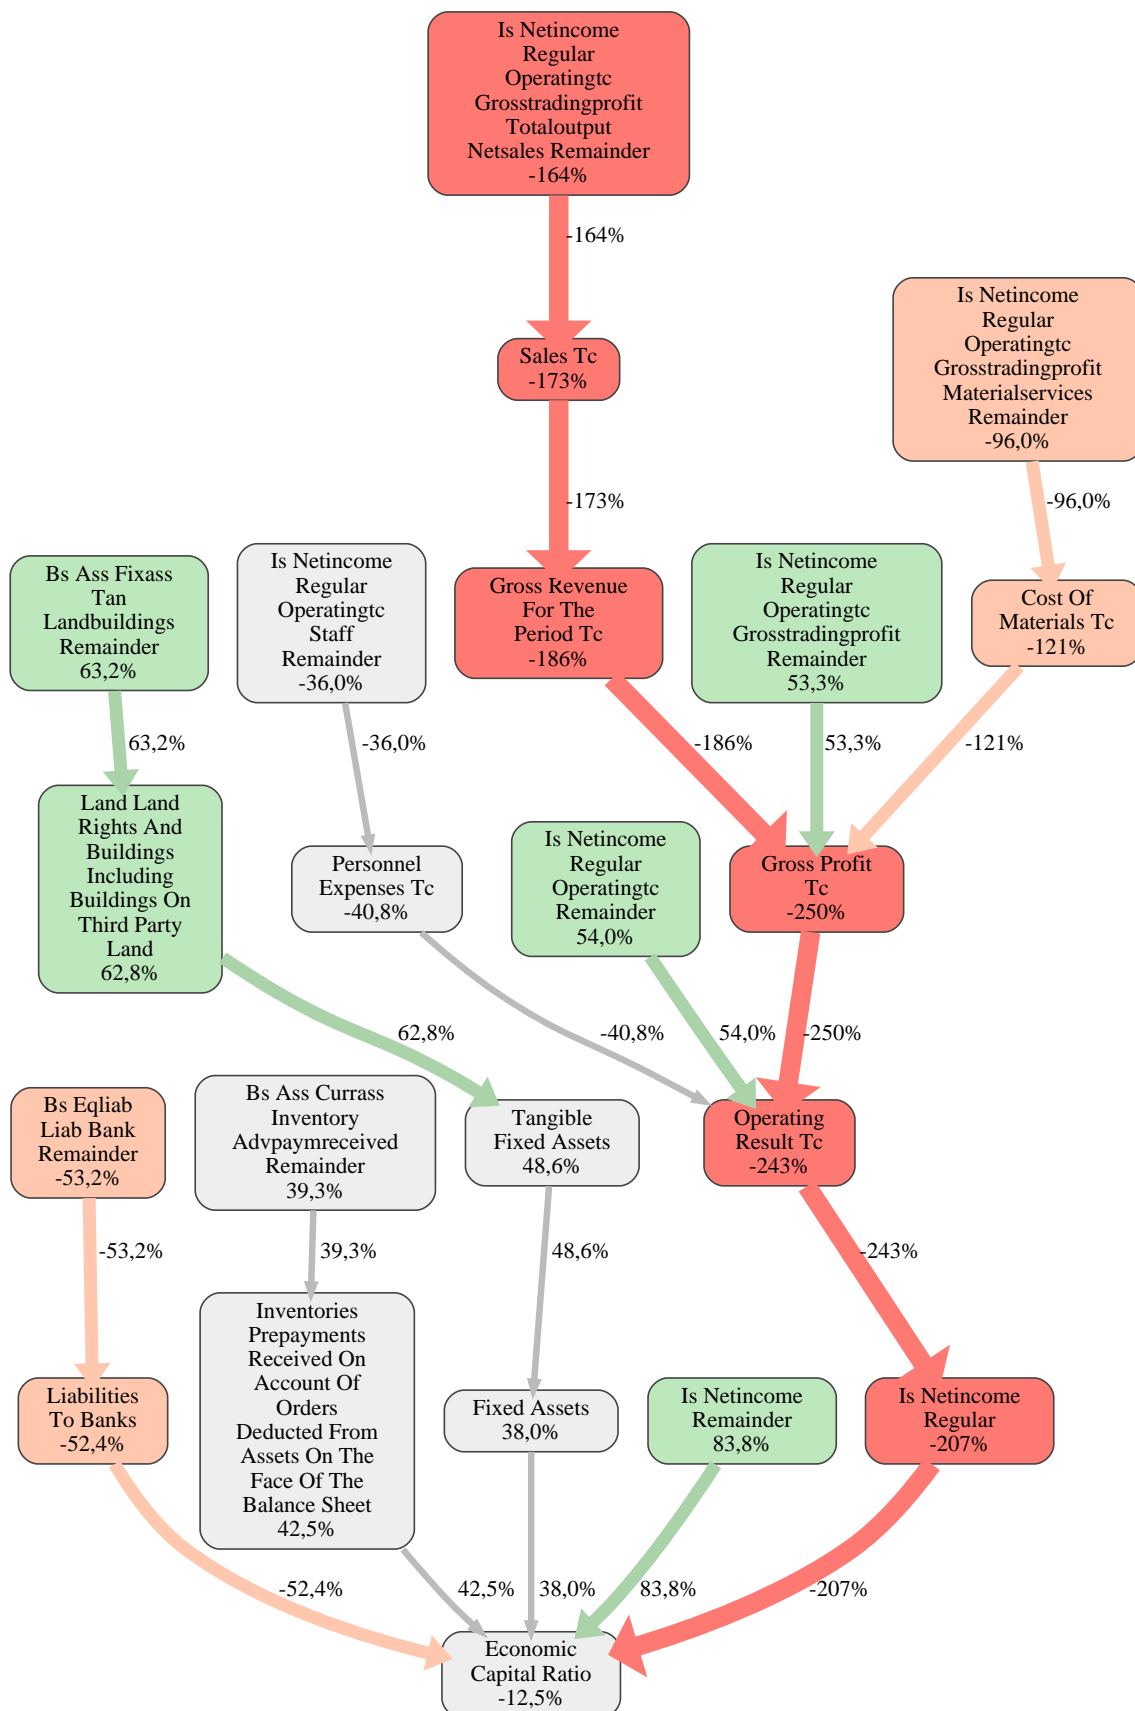 Is Netincome
Regular
Operatingtc
Grosstradingprofit
Totaloutput
Netsales Remainder
-164%
-164%
Is Netincome
Regular
Operatingtc
Grosstradingprofit
Materialservices
Remainder
-96,0%
Sales Tc
-173%
-173%
-96,0%
Bs Ass Fixass
Tan
Landbuildings
Remainder
63,2%
Is Netincome
Regular
Operatingtc
Staff
Remainder
-36,0%
Gross Revenue
For The
Period Tc
-186%
Is Netincome
Regular
Operatingtc
Grosstradingprofit
Remainder
53,3%
Cost Of
Materials Tc
-121%
63,2%
-36,0%
-186%
53,3%
-121%
Land Land
Rights And
Buildings
Including
Buildings On
Third Party
Land
62,8%
Personnel
Expenses Tc
-40,8%
Is Netincome
Regular
Operatingtc
Remainder
54,0%
Gross Profit
Tc
-250%
62,8%
-40,8%
54,0%
-250%
Bs Eqliab
Liab Bank
Remainder
-53,2%
Bs Ass Currass
Inventory
Advpaymreceived
Remainder
39,3%
Tangible
Fixed Assets
48,6%
Operating
Result Tc
-243%
-53,2%
39,3%
48,6%
-243%
Liabilities
To Banks
-52,4%
Inventories
Prepayments
Received On
Account Of
Orders
Deducted From
Assets On The
Face Of The
Balance Sheet
42,5%
Fixed Assets
38,0%
Is Netincome
Remainder
83,8%
Is Netincome
Regular
-207%
-52,4%
42,5%
38,0%
83,8%
-207%
Economic
Capital Ratio
-12,5%